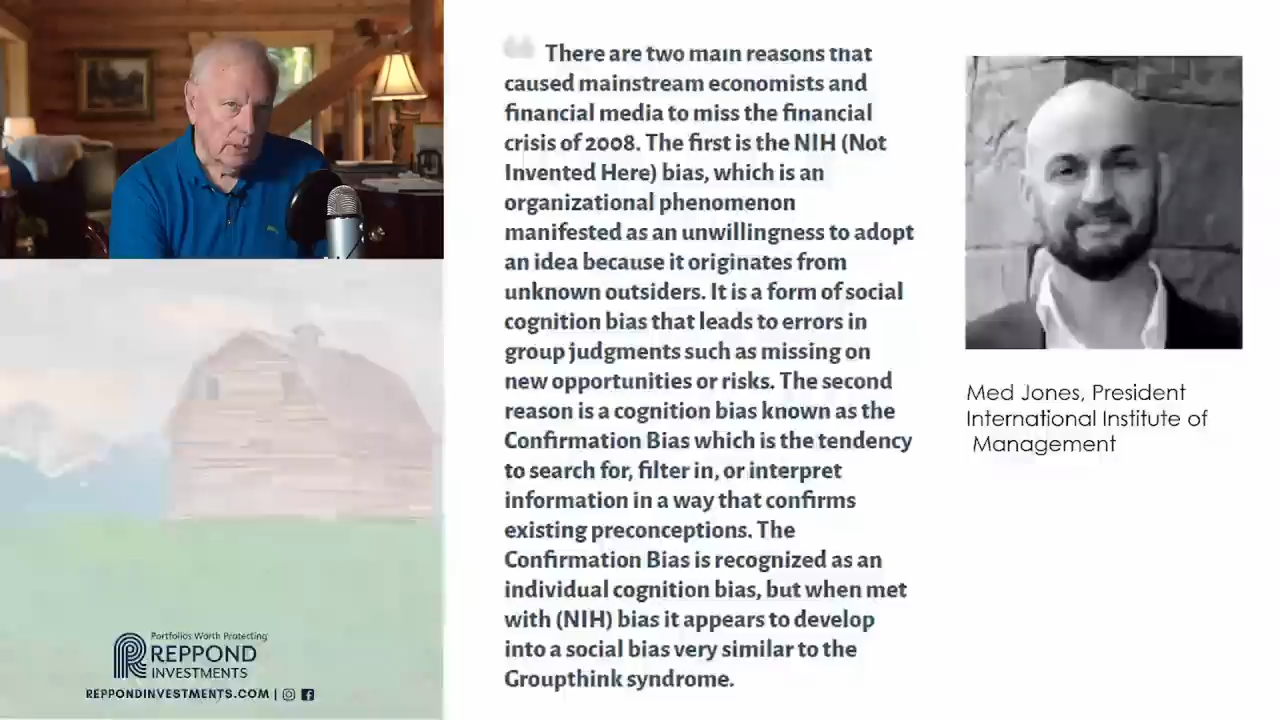 There are two main reasons that
caused mainstream economists and
financial media to miss the financial
crisis of 2008. The first is the NIH (Not
Invented Here) bias, which is an
organizational phenomenon
manifested as an unwillingness to adopt
an idea because it originates from
unknown outsiders. It is a form of social
cognition bias that leads to errors in
group judgments such as missing on
new opportunities or risks. The second
reason is a cognition bias known as the
Confirmation Bias which is the tendency
to search for, filter in, or interpret
information in a way that confirms
existing preconceptions. The
Confirmation Bias is recognized as an
individual cognition bias, but when met
with (NIH) bias it appears to develop
into a social bias very similar to the
Groupthink syndrome.
Med Jones, President
International Institute of
Management
Portfolios Worth Protecting
REPPOND
INVESTMENTS
REPPONDINVESTMENTS.COM |